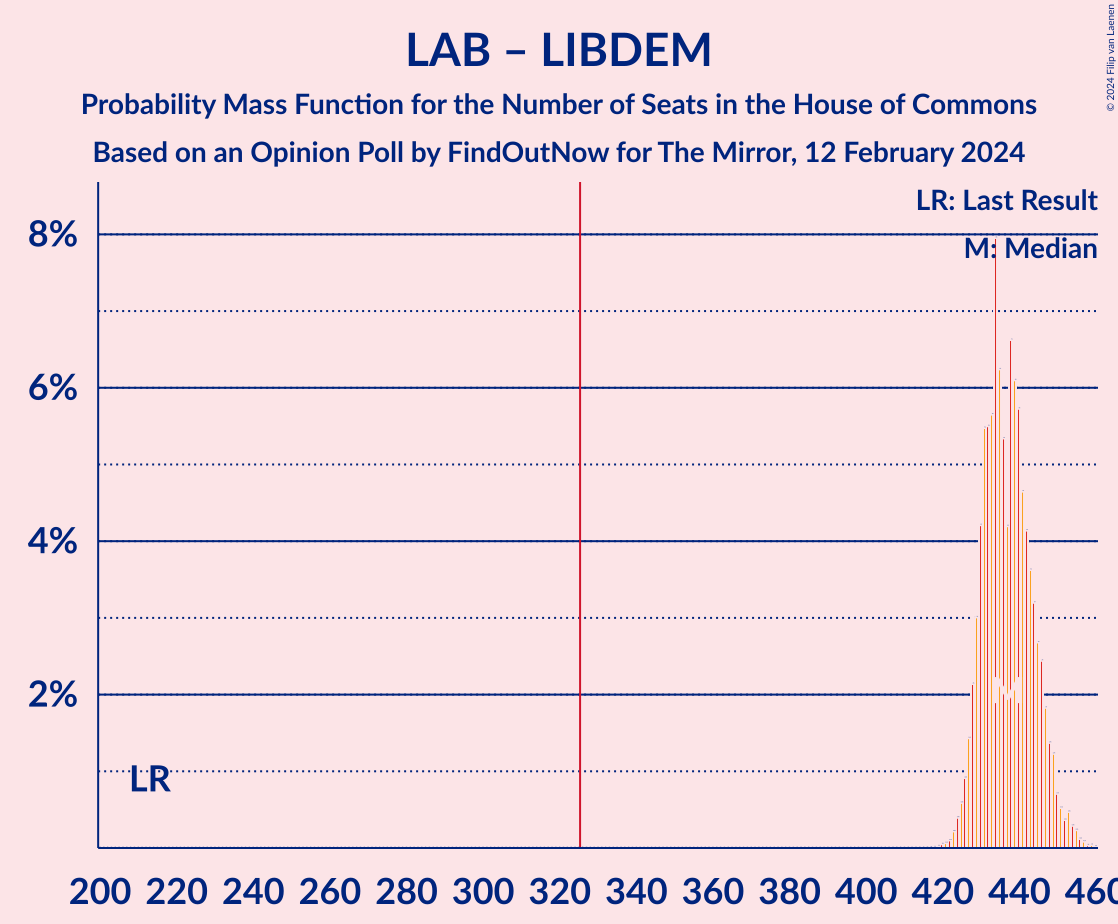 LAB – LIBDEM
Probability Mass Function for the Number of Seats in the House of Commons
Based on an Opinion Poll by FindOutNow for The Mirror, 12 February 2024
© 2024 Filip van Laenen
LR: Last Result
M: Median
8%
6%
4%
2%
LR
200 220 240 260 280 300 320 340 360 380 400 420 440 460